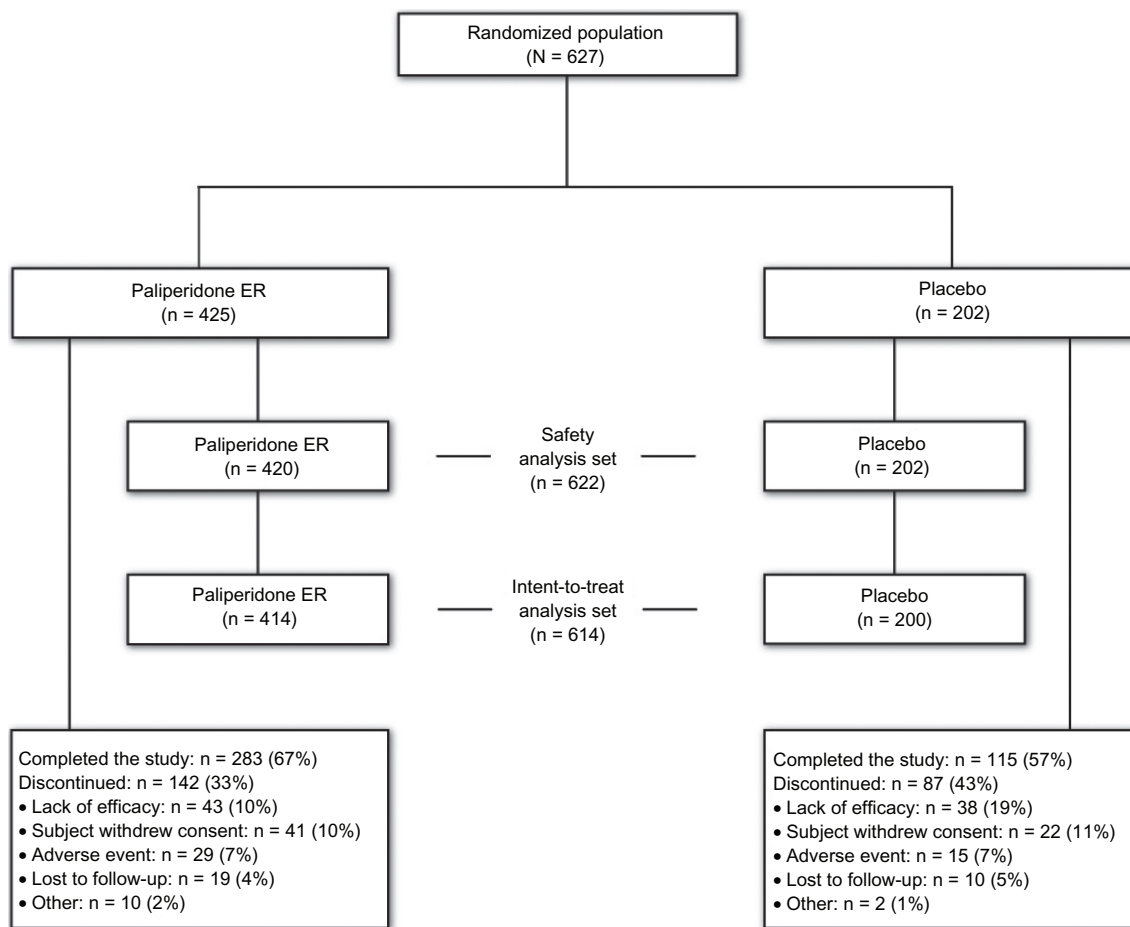 Randomized population
(N = 627)
Paliperidone ER
(n = 425)
Placebo
(n = 202)
Paliperidone ER
(n = 420)
Safety
analysis set
(n = 622)
Placebo
(n = 202)
Paliperidone ER
(n = 414)
Intent-to-treat
analysis set
(n = 614)
Placebo
(n = 200)
Completed the study: n = 283 (67%)
Discontinued: n = 142 (33%)
• Lack of efficacy: n = 43 (10%)
• Subject withdrew consent: n = 41 (10%)
• Adverse event: n = 29 (7%)
• Lost to follow-up: n = 19 (4%)
• Other: n = 10 (2%)
Completed the study: n = 115 (57%)
Discontinued: n = 87 (43%)
• Lack of efficacy: n = 38 (19%)
• Subject withdrew consent: n = 22 (11%)
• Adverse event: n = 15 (7%)
• Lost to follow-up: n = 10 (5%)
• Other: n = 2 (1%)